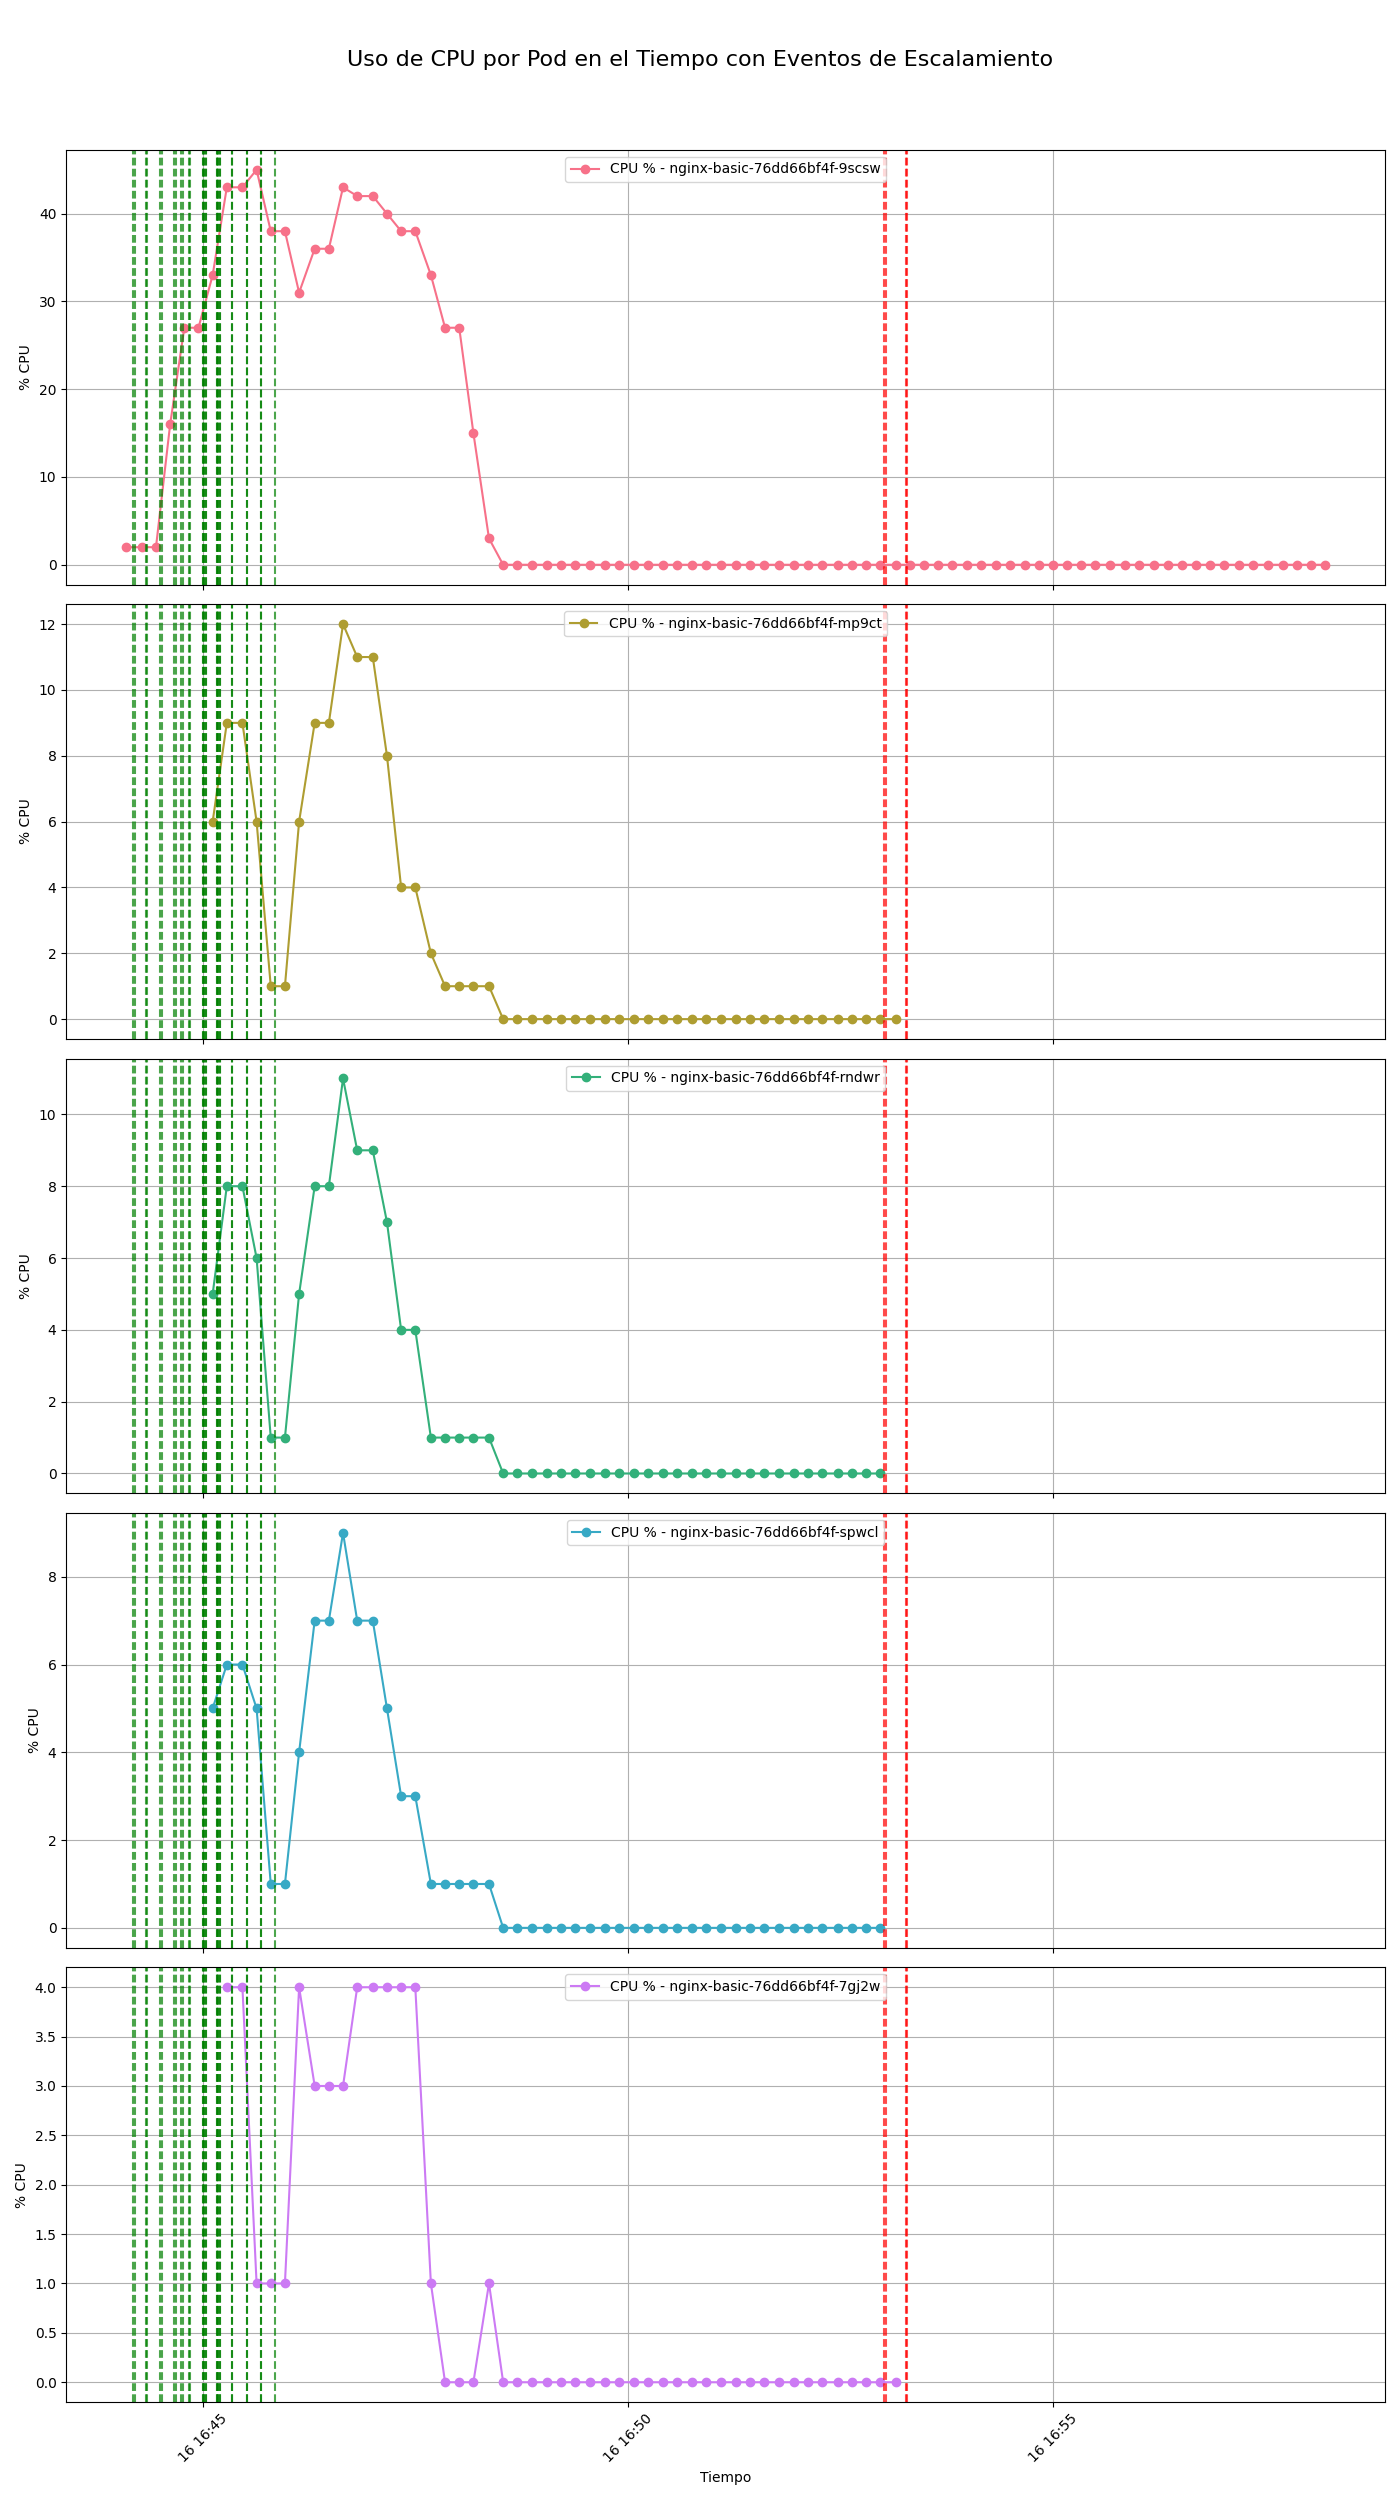 Uso de CPU por Pod en el Tiempo con Eventos de Escalamiento
CPU % - nginx-basic-76dd66bf4f-9scsw
40
30
20
10
0
% CPU
CPU % - nginx-basic-76dd66bf4f-mp9ct
12
10
8
6
4
2
0
% CPU
CPU % - nginx-basic-76dd66bf4f-rndwr
10
8
6
4
2
0
% CPU
CPU % - nginx-basic-76dd66bf4f-spwcl
8
6
4
2
0
% CPU
CPU % - nginx-basic-76dd66bf4f-7gj2w
4.0
3.5
3.0
2.5
2.0
1.5
1.0
0.5
0.0
% CPU
16 16:45
16 16:50
16 16:55
Tiempo